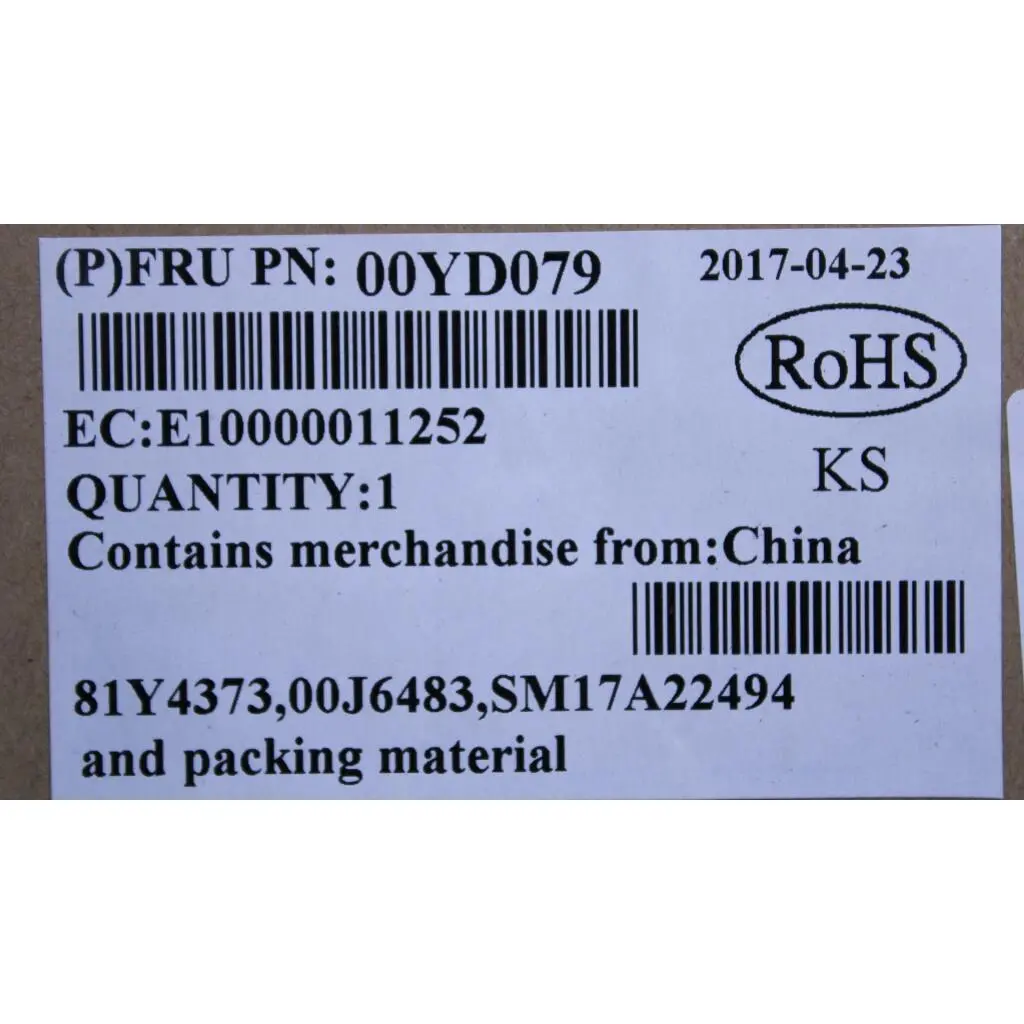 (P)FRU PN: 00YD079
2017-04-23
RoHS
EC:E10000011252
KS
QUANTITY:1
Contains merchandise from:China
81Y4373,00J6483,SM17A22494
and packing material